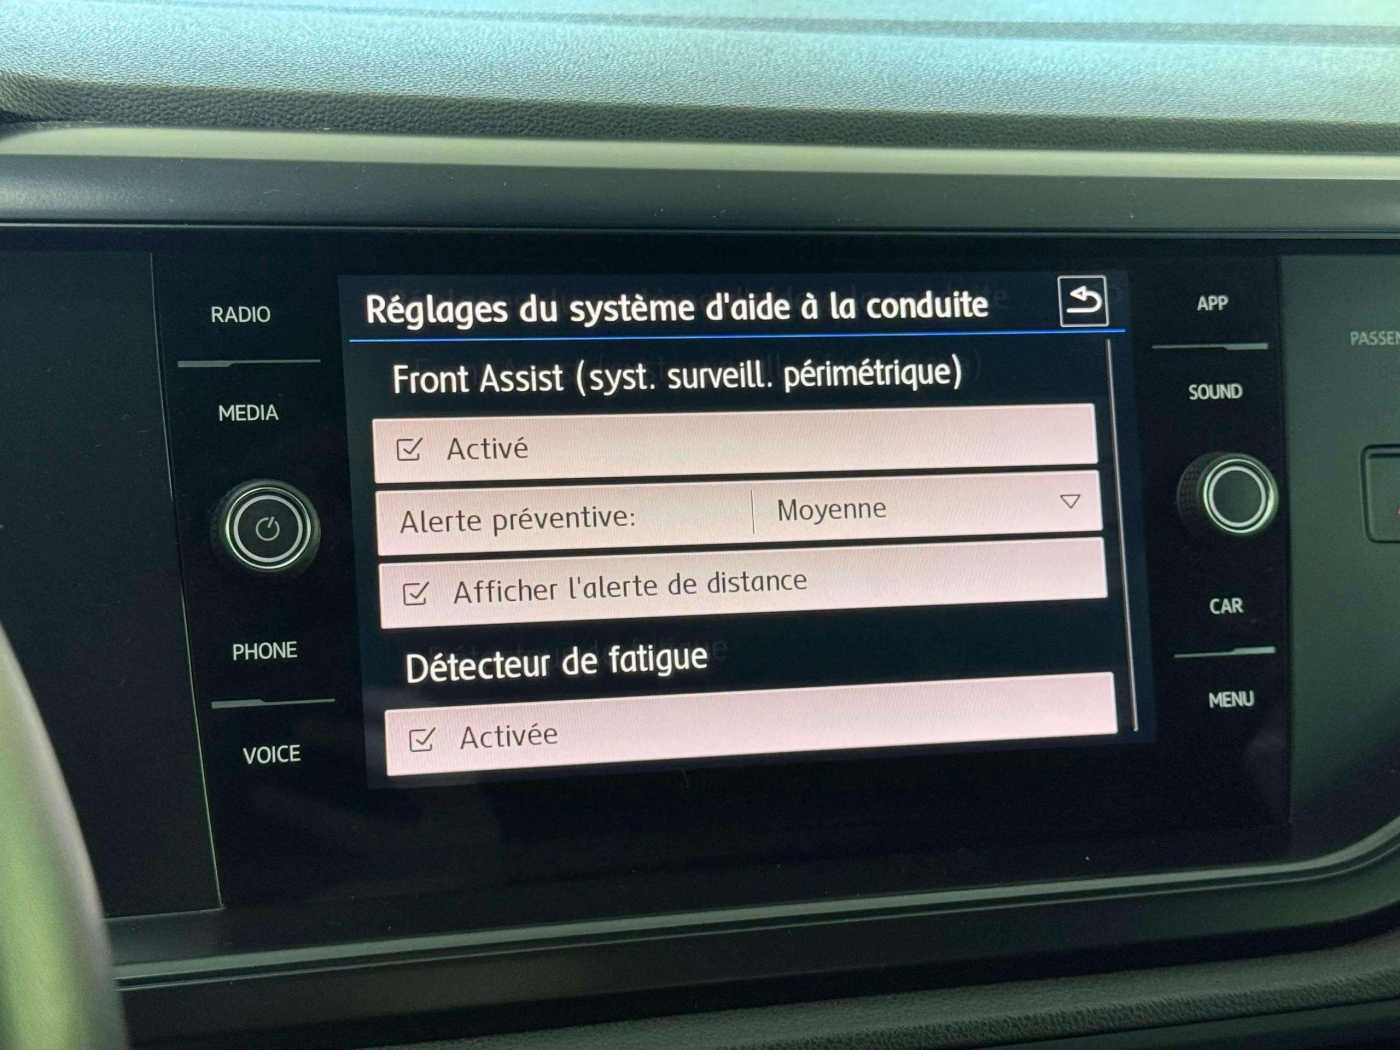 RADIO
MEDIA
PHONE
VOICE
Réglages du système d'aide à la conduite
Front Assist (syst. surveill. périmétrique)
Activé
Alerte préventive: Moyenne
Afficher l'alerte de distance
Détecteur de fatigue
Activée
APP
SOUND
CAR
MENU